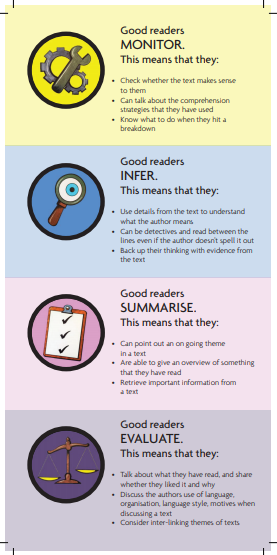 Good readers
MONITOR.
This means that they:
• Check whether the text makes sense
to them
• Can talk about the comprehension
strategies that they have used
• Know what to do when they hit a
breakdown
Good readers
INFER.
This means that they:
• Use details from the text to understand
what the author means
• Can be detectives and read between the
lines even if the author doesn't spell it out
• Back up their thinking with evidence from
the text
Good readers
SUMMARISE.
This means that they:
• Can point out an on going theme
in a text
• Are able to give an overview of something
that they have read
• Retrieve important information from
a text
Good readers
EVALUATE.
This means that they:
• Talk about what they have read, and share
whether they liked it and why
• Discuss the authors use of language,
organisation, language style, motives when
discussing a text
• Consider inter-linking themes of texts